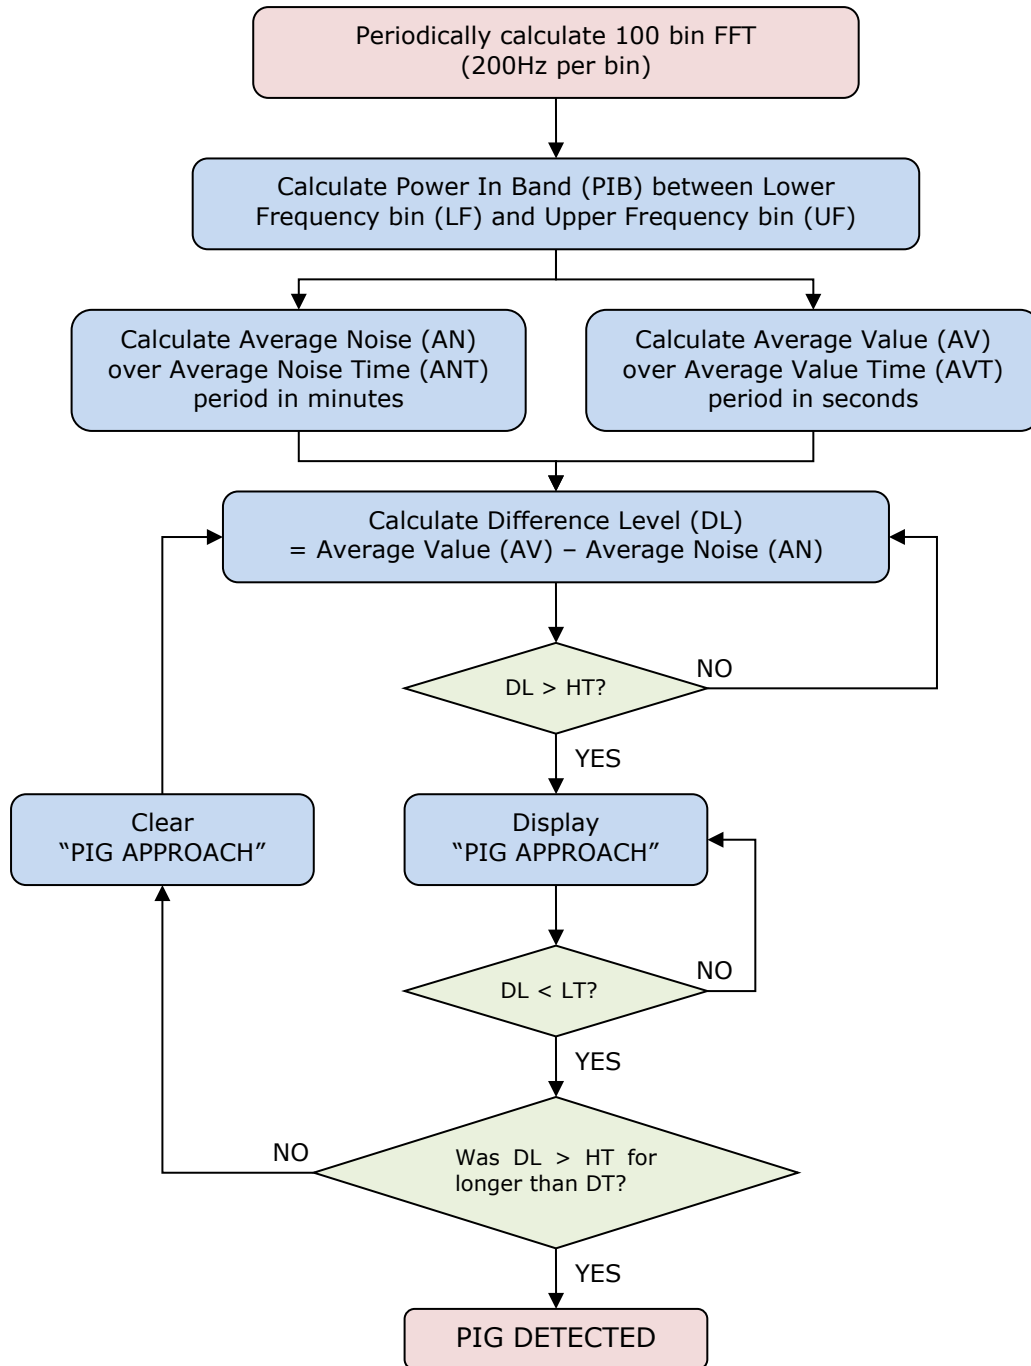 Periodically calculate 100 bin FFT
(200Hz per bin)
Calculate Power In Band (PIB) between Lower
Frequency bin (LF) and Upper Frequency bin (UF)
Calculate Average Noise (AN)
over Average Noise Time (ANT)
period in minutes
Calculate Average Value (AV)
over Average Value Time (AVT)
period in seconds
Calculate Difference Level (DL)
= Average Value (AV) – Average Noise (AN)
DL > HT?
NO
YES
Clear
“PIG APPROACH”
Display
“PIG APPROACH”
DL < LT?
NO
YES
NO
Was DL > HT for
longer than DT?
YES
PIG DETECTED